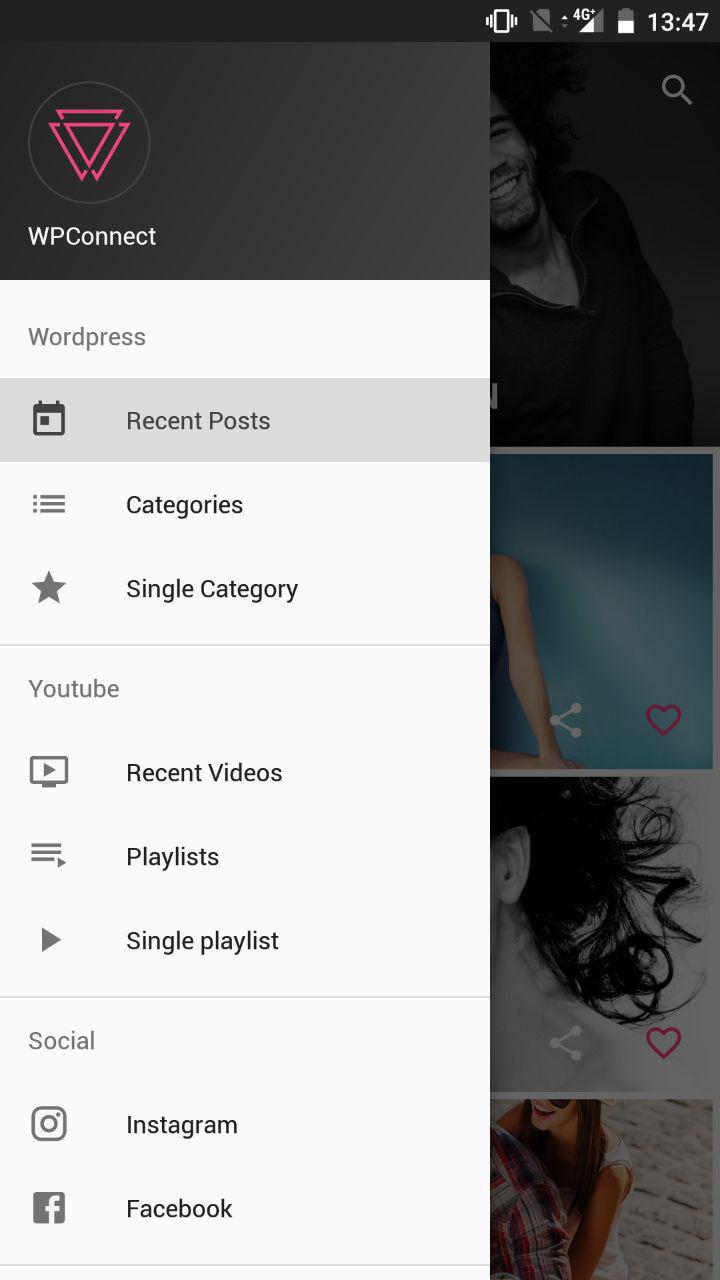 4G+ 13:47
WPConnect
Wordpress
Recent Posts
Categories
Single Category
Youtube
Recent Videos
Playlists
Single playlist
Social
Instagram
Facebook